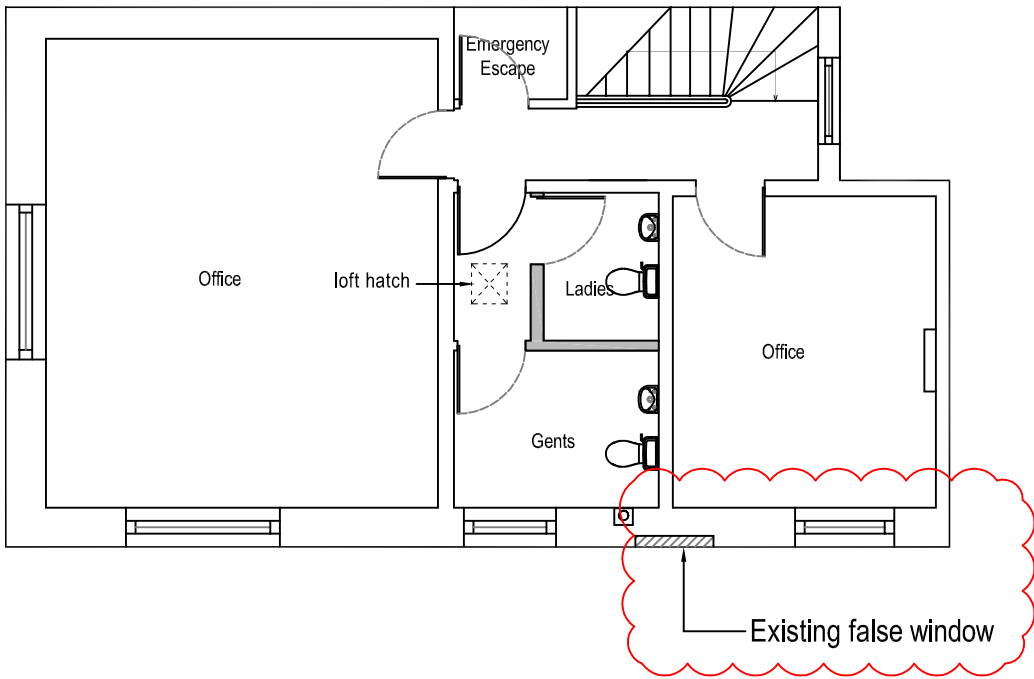 Emergency
Escape
Office
loft hatch
Ladies
Office
Gents
Existing false window